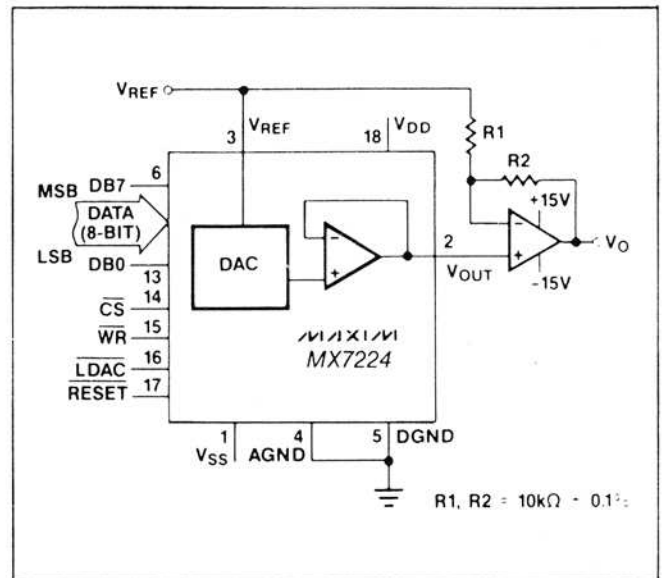 VREF
VREF
3
18
VDD
R1
R2
6
MSB DB7
DATA
(8-BIT)
LSB DB0
13
DAC
-
+
2
VOUT
-
+
+15V
-15V
VO
14
CS
15
WR
16
LDAC
17
RESET
MAXIM
MX7224
1
VSS
4
AGND
5
DGND
R1, R2 = 10kΩ